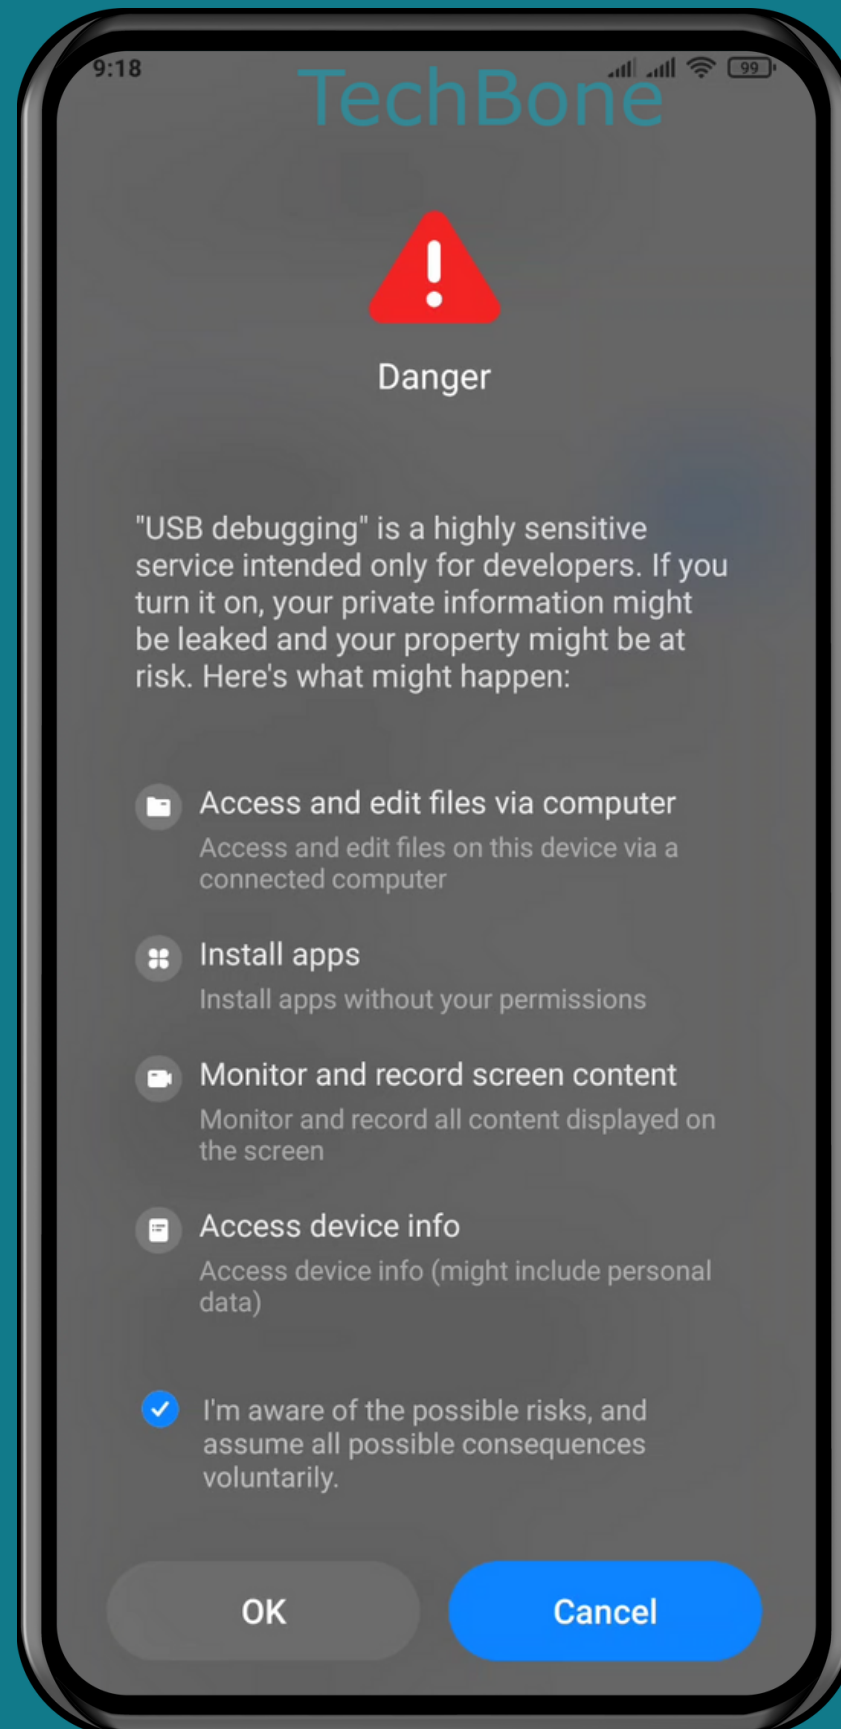 9:18
TechBone
99
Danger
"USB debugging" is a highly sensitive
service intended only for developers. If you
turn it on, your private information might
be leaked and your property might be at
risk. Here's what might happen:
Access and edit files via computer
Access and edit files on this device via a
connected computer
Install apps
Install apps without your permissions
Monitor and record screen content
Monitor and record all content displayed on
the screen
Access device info
Access device info (might include personal
data)
I'm aware of the possible risks, and
assume all possible consequences
voluntarily.
OK
Cancel